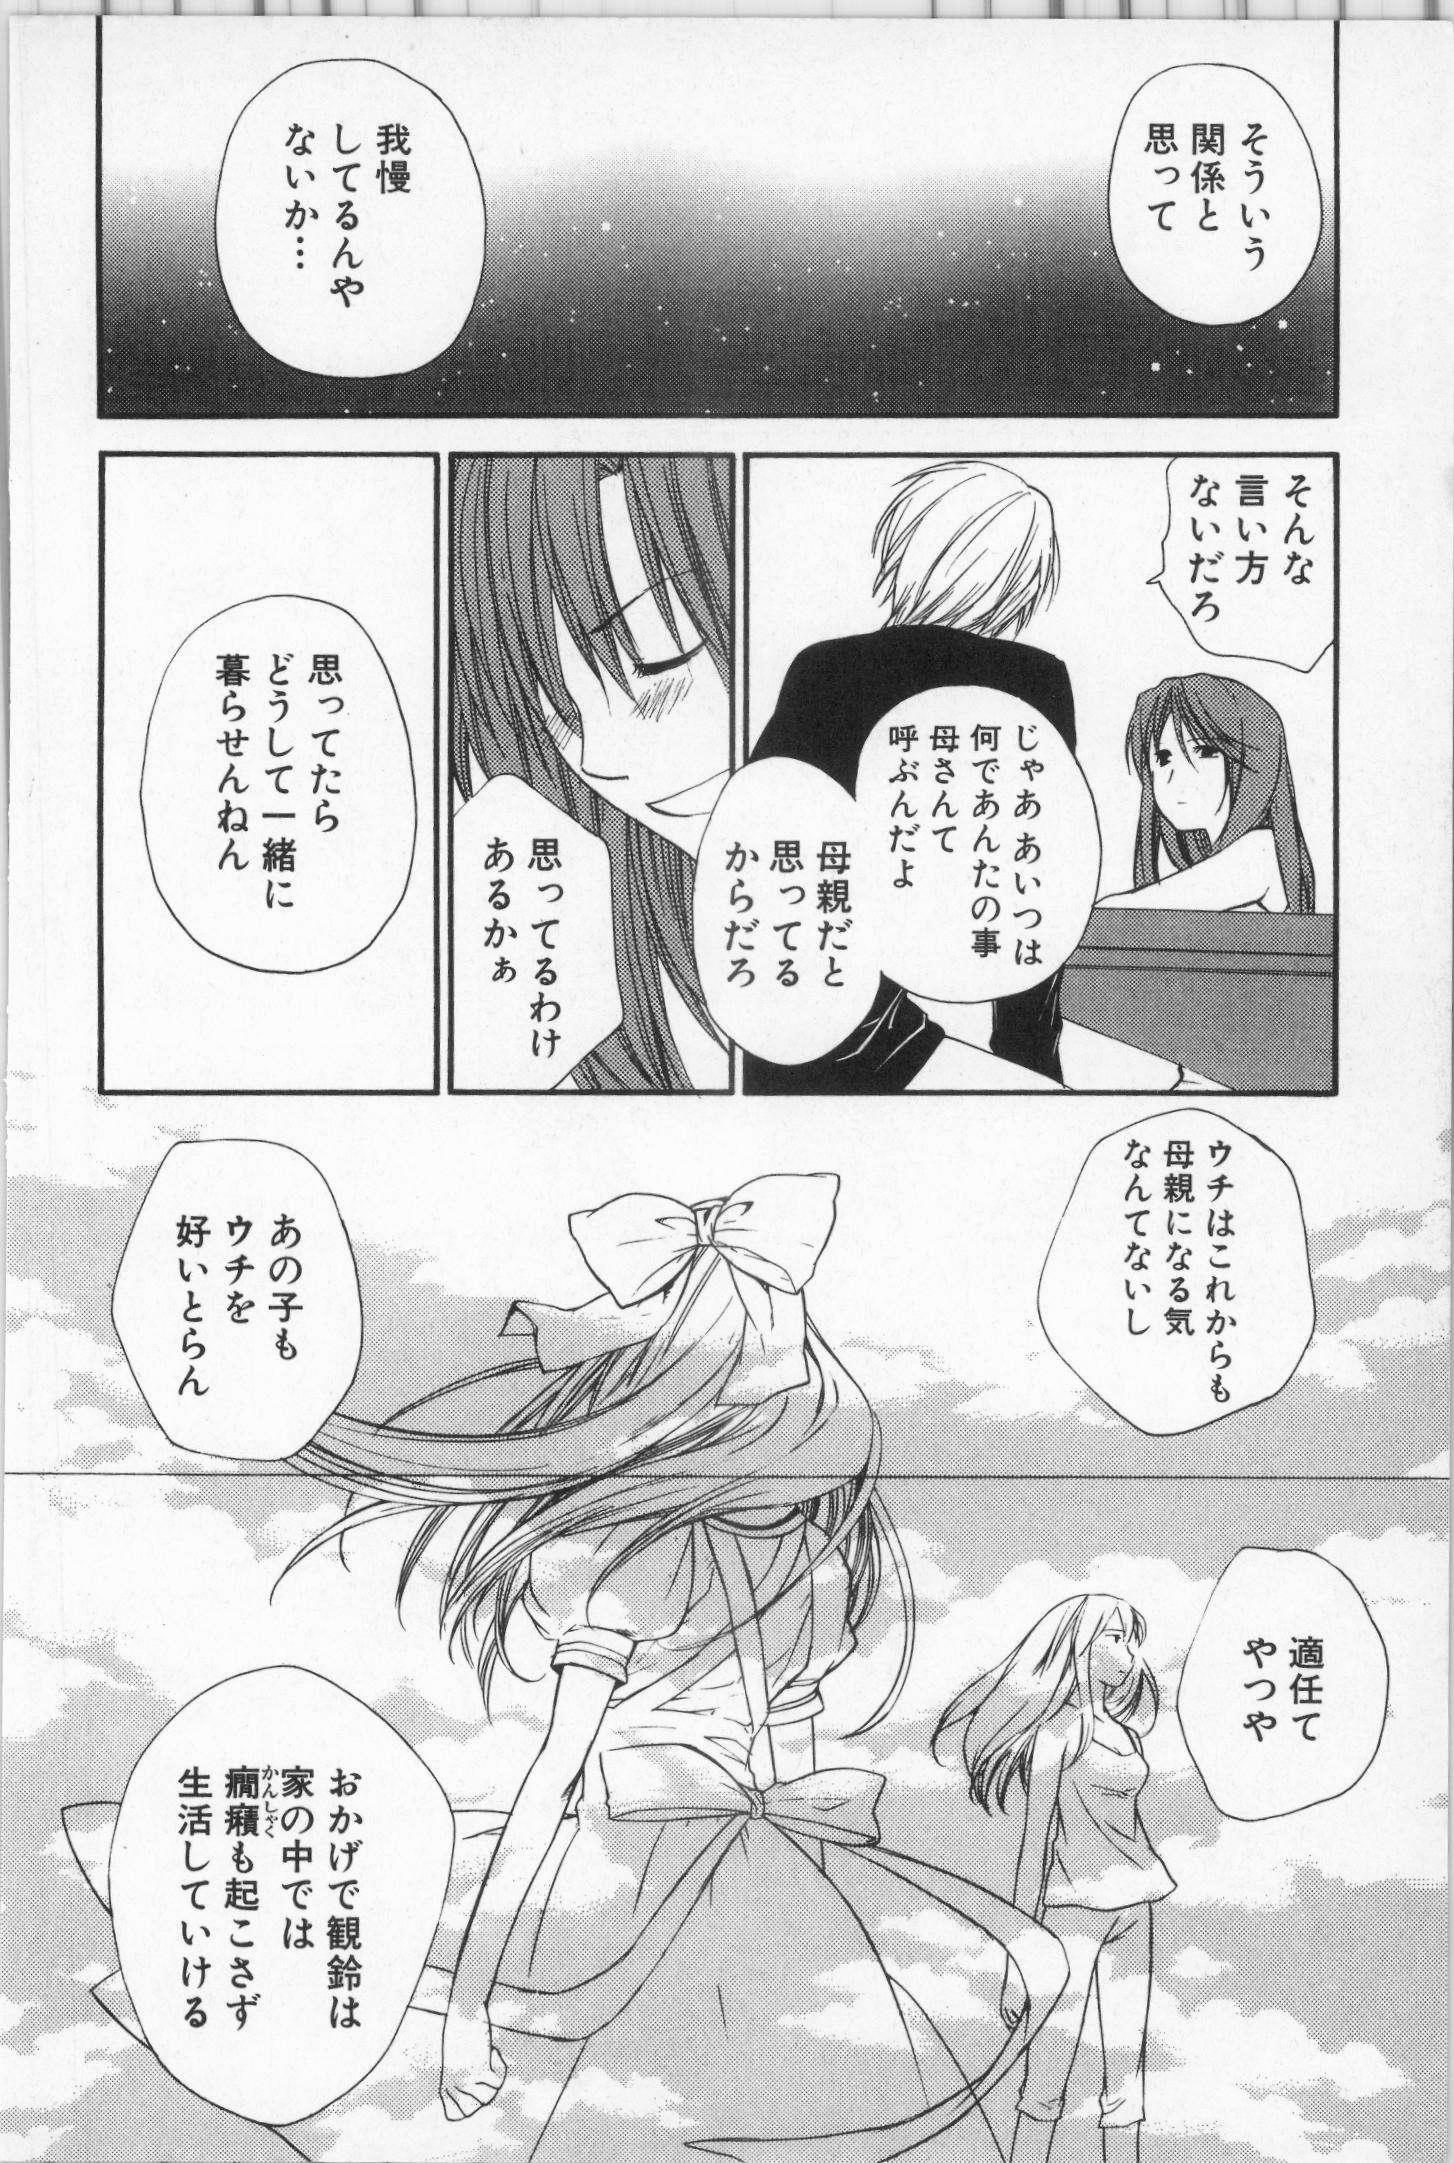 そういう
関係と
思って
我慢
してるんや
ないか…
そんな
言い方
ないだろ
じゃああいつは
何であんたの事
母さんて
呼ぶんだよ
母親だと
思ってる
からだろ
思ってるわけ
あるかぁ
思ってたら
どうして一緒に
暮らせんねん
ウチはこれからも
母親になる気
なんてないし
あの子も
ウチを
好いとらん
適任て
やつや
おかげで観鈴は
家の中では
癇癪も起こさず
かんしゃく
生活していける